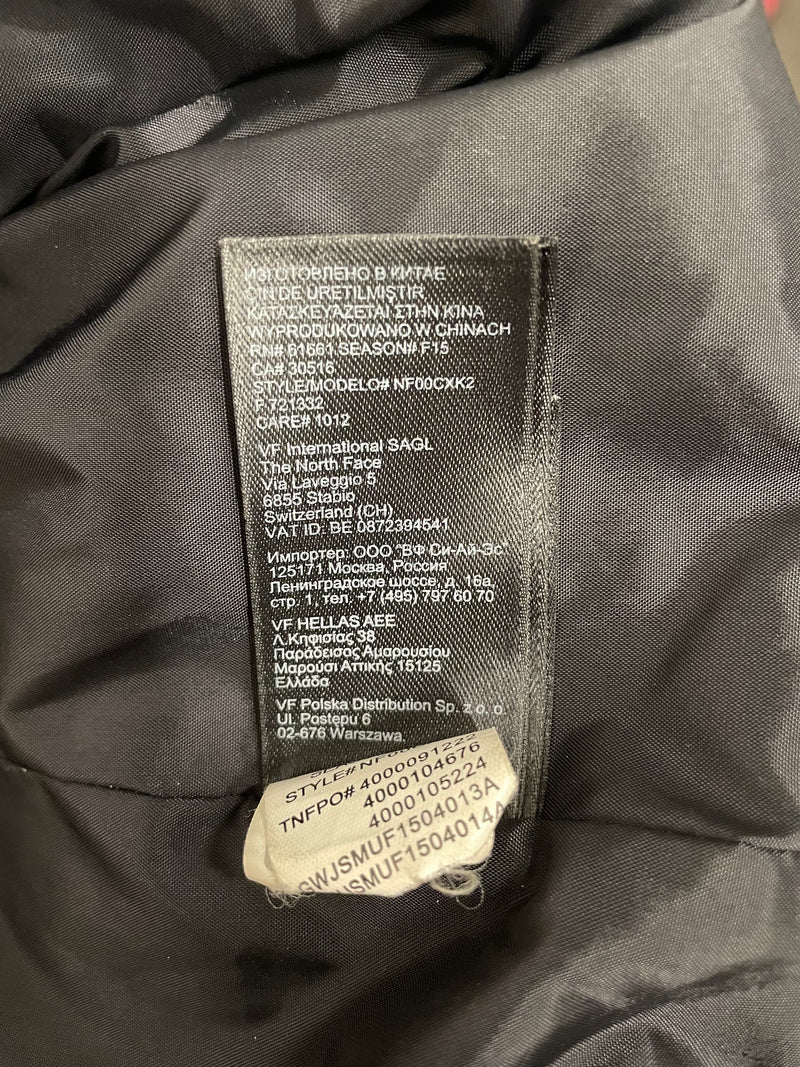 ИЗГОТОВЛЕНО В КИТАЕ
ÇIN'DE URETILMIŞTIR
ΚΑΤΑΣΚΕΥΑΖΕΤΑΙ ΣΤΗΝ ΚΙΝΑ
WYPRODUKOWANO W CHINACH
RN# 61661 SEASON# F15
CA# 30516
STYLE/MODELO# NF00CXK2
F 721332
CARE# 1012
VF International SAGL
The North Face
Via Laveggio 5
6855 Stabio
Switzerland (CH)
VAT ID: BE 0872394541
Импортер: ООО "ВФ Си-Ай-Эс"
125171 Москва, Россия
Ленинградское шоссе, д. 16а,
стр. 1, тел. +7 (495) 797 60 70
VF HELLAS AEE
Λ.Κηφισίας 38
Παράδεισος Αμαρουσίου
Μαρούσι Αττικής 15125
Ελλάδα
VF Polska Distribution Sp. z o. o.
Ul. Postępu 6
02-676 Warszawa.
STYLE# NF00
TNFPO# 4000091222
4000104676
4000105224
GWJSMUF1504013A
JSMUF1504014A